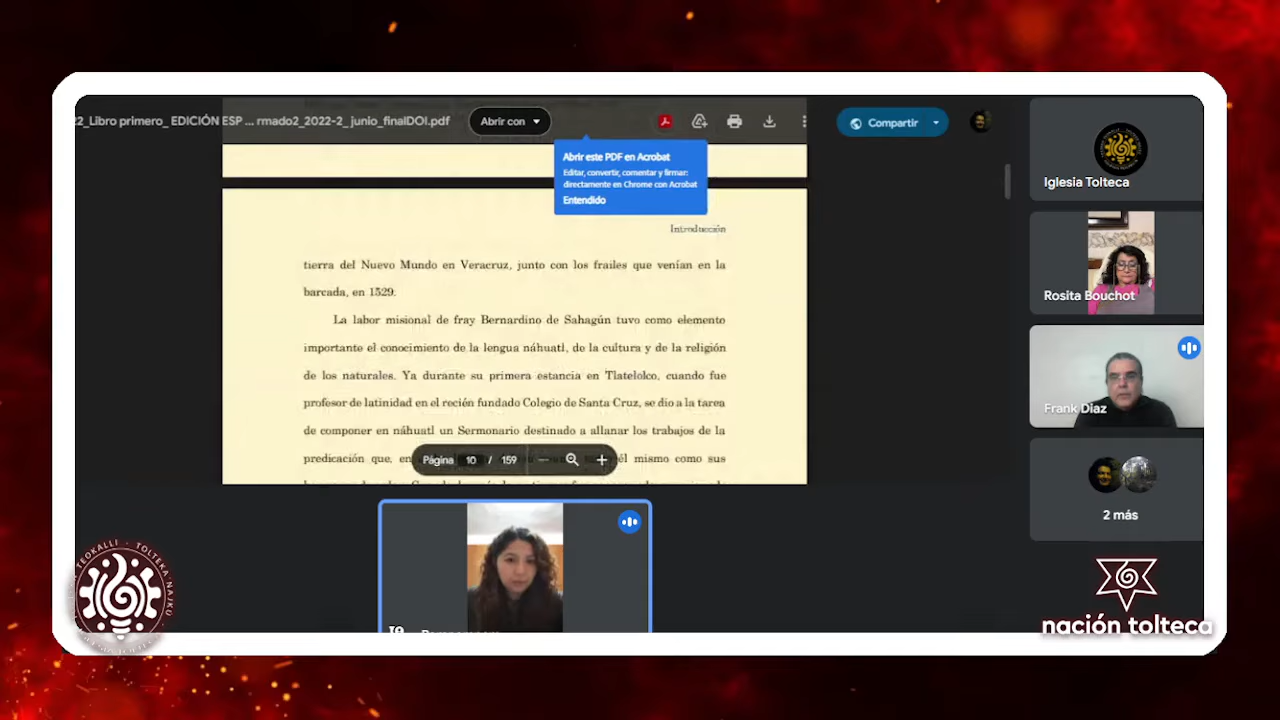 22_Libro primero_ EDICIÓN ESP ... rmado2_2022-2_ junio_finalDOI.pdf
Abrir con
Compartir
Abrir este PDF en Acrobat
Editar, convertir, comentar y firmar:
directamente en Chrome con Acrobat
Entendido
Introducción
tierra del Nuevo Mundo en Veracruz, junto con los frailes que venían en la
barcada, en 1529.
La labor misional de fray Bernardino de Sahagún tuvo como elemento
importante el conocimiento de la lengua náhuatl, de la cultura y de la religión
de los naturales. Ya durante su primera estancia en Tlatelolco, cuando fue
profesor de latinidad en el recién fundado Colegio de Santa Cruz, se dio a la tarea
de componer en náhuatl un Sermonario destinado a allanar los trabajos de la
predicación que, en él mismo como sus
Página 10 / 159
Iglesia Tolteca
Rosita Bouchot
Frank Díaz
2 más
TEOKALLI · TOLTEKA
nación tolteca